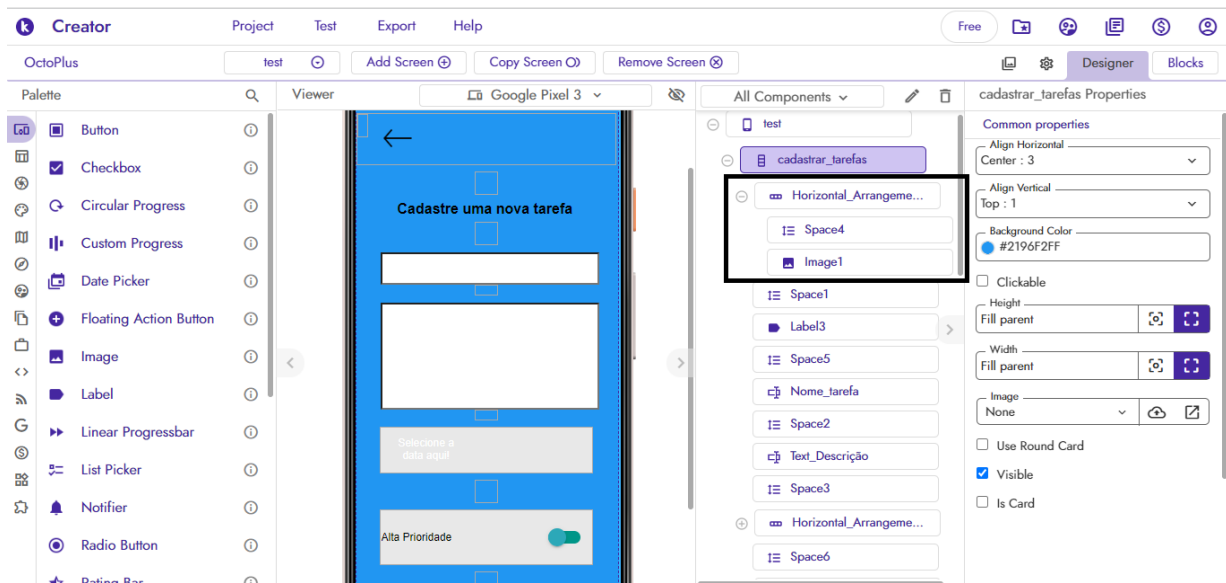 Creator Project Test Export Help Free
OctoPlus test Add Screen Copy Screen Remove Screen Designer Blocks
Palette Viewer Google Pixel 3 All Components cadastrar_tarefas Properties
Button
Checkbox
Circular Progress
Custom Progress
Date Picker
Floating Action Button
Image
Label
Linear Progressbar
List Picker
Notifier
Radio Button
Rating Bar
Cadastre uma nova tarefa
Selecione a
data aqui!
Alta Prioridade
test
cadastrar_tarefas
Horizontal_Arrangeme...
Space4
Image1
Space1
Label3
Space5
Nome_tarefa
Space2
Text_Descrição
Space3
Horizontal_Arrangeme...
Space6
Common properties
Align Horizontal
Center : 3
Align Vertical
Top : 1
Background Color
#2196F2FF
Clickable
Height
Fill parent
Width
Fill parent
Image
None
Use Round Card
Visible
Is Card